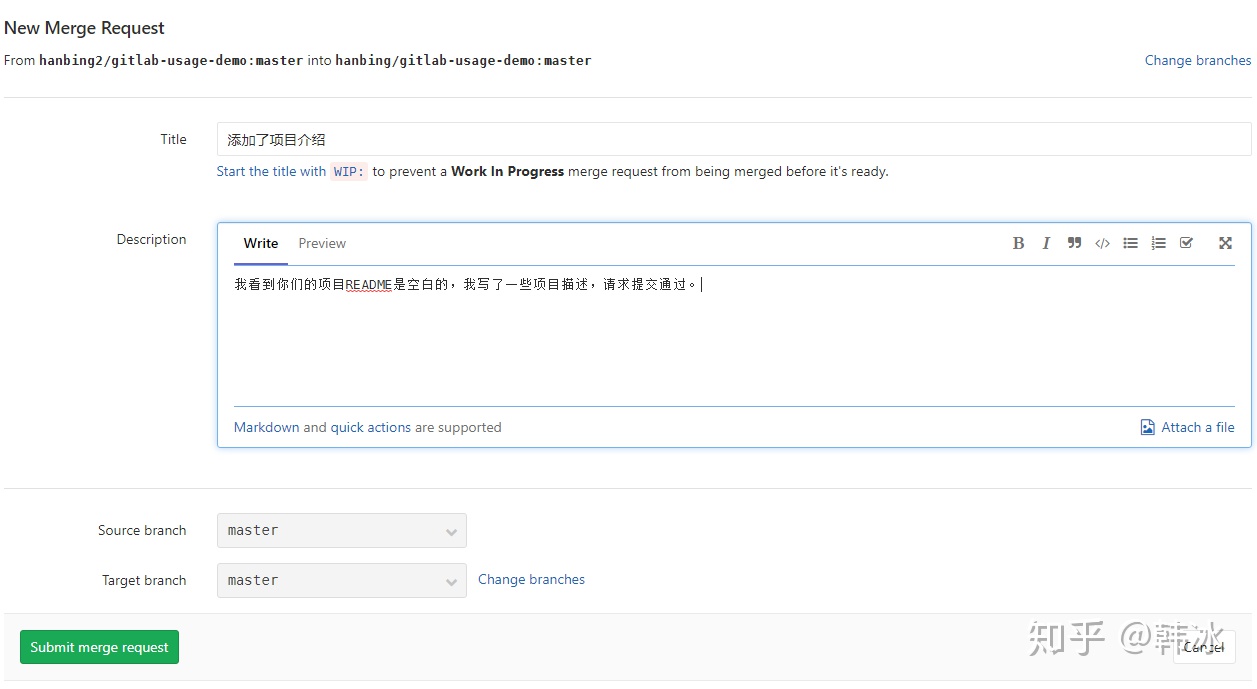 New Merge Request
From hanbing2/gitlab-usage-demo:master into hanbing/gitlab-usage-demo:master Change branches
Title 添加了项目介绍
Start the title with WIP: to prevent a Work In Progress merge request from being merged before it's ready.
Description Write Preview B I
我看到你们的项目README是空白的，我写了一些项目描述，请求提交通过。
Markdown and quick actions are supported Attach a file
Source branch master
Target branch master Change branches
Submit merge request Cancel
知乎 @韩冰